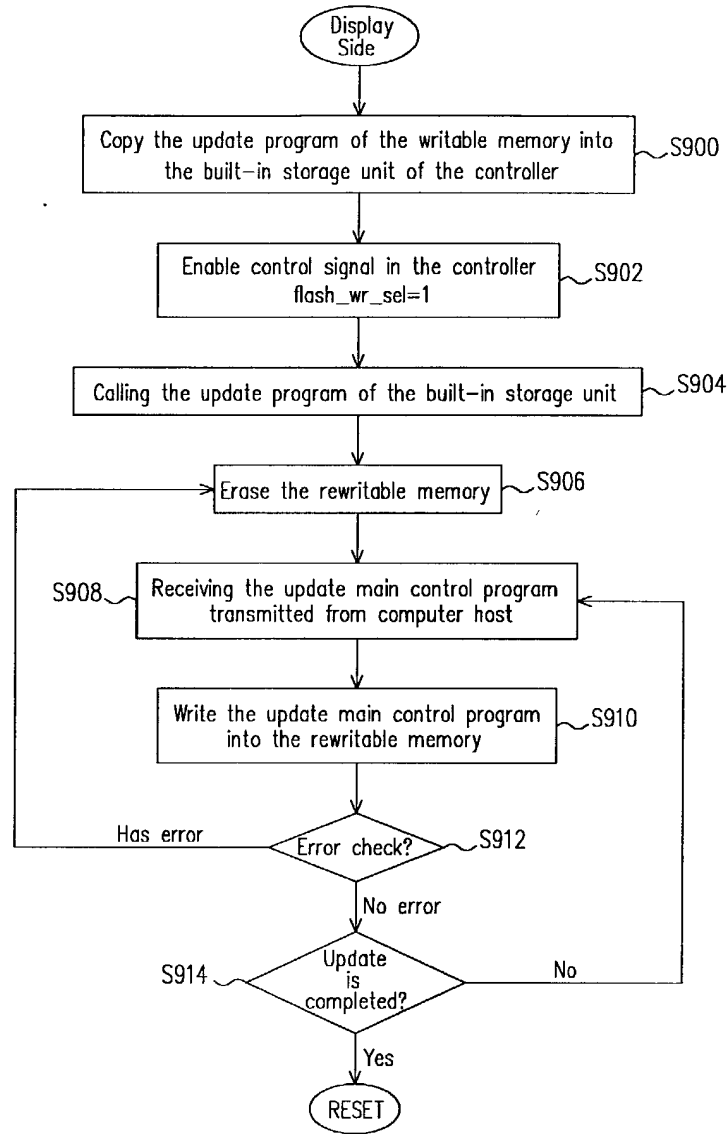 Display
Side
Copy the update program of the writable memory into
the built-in storage unit of the controller
S900
Enable control signal in the controller
flash_wr_sel=1
S902
Calling the update program of the built-in storage unit
S904
Erase the rewritable memory
S906
S908
Receiving the update main control program
transmitted from computer host
Write the update main control program
into the rewritable memory
S910
Has error
Error check?
S912
No error
S914
Update
is
completed?
No
Yes
RESET